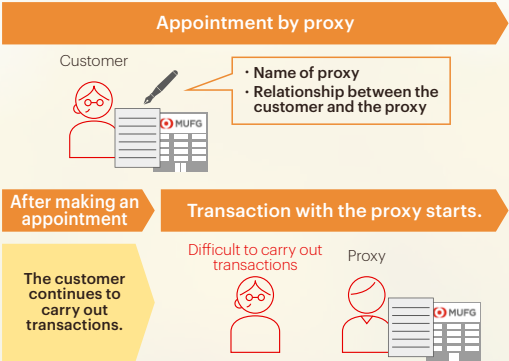 Appointment by proxy
Customer
・Name of proxy
・Relationship between the
customer and the proxy
MUFG
After making an
appointment
Transaction with the proxy starts.
The customer
continues to
carry out
transactions.
Difficult to carry out
transactions
Proxy
MUFG